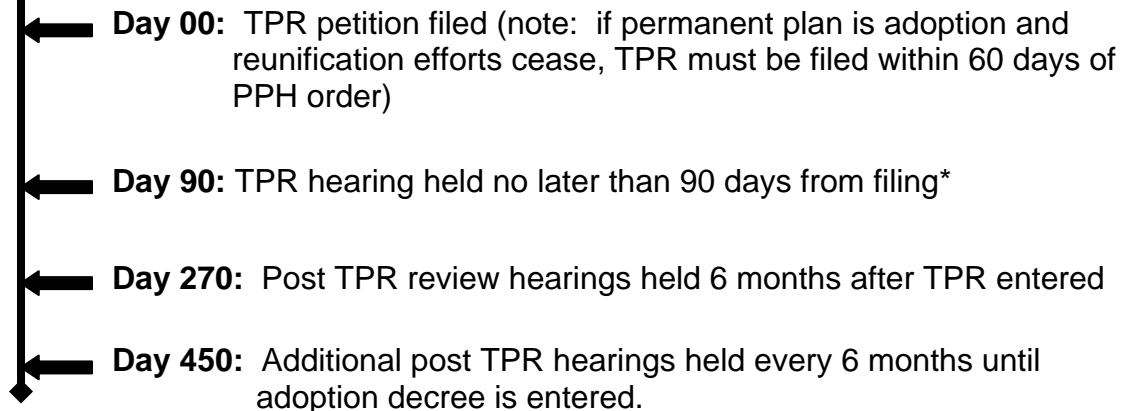 Day 00: TPR petition filed (note: if permanent plan is adoption and
reunification efforts cease, TPR must be filed within 60 days of
PPH order)
Day 90: TPR hearing held no later than 90 days from filing*
Day 270: Post TPR review hearings held 6 months after TPR entered
Day 450: Additional post TPR hearings held every 6 months until
adoption decree is entered.